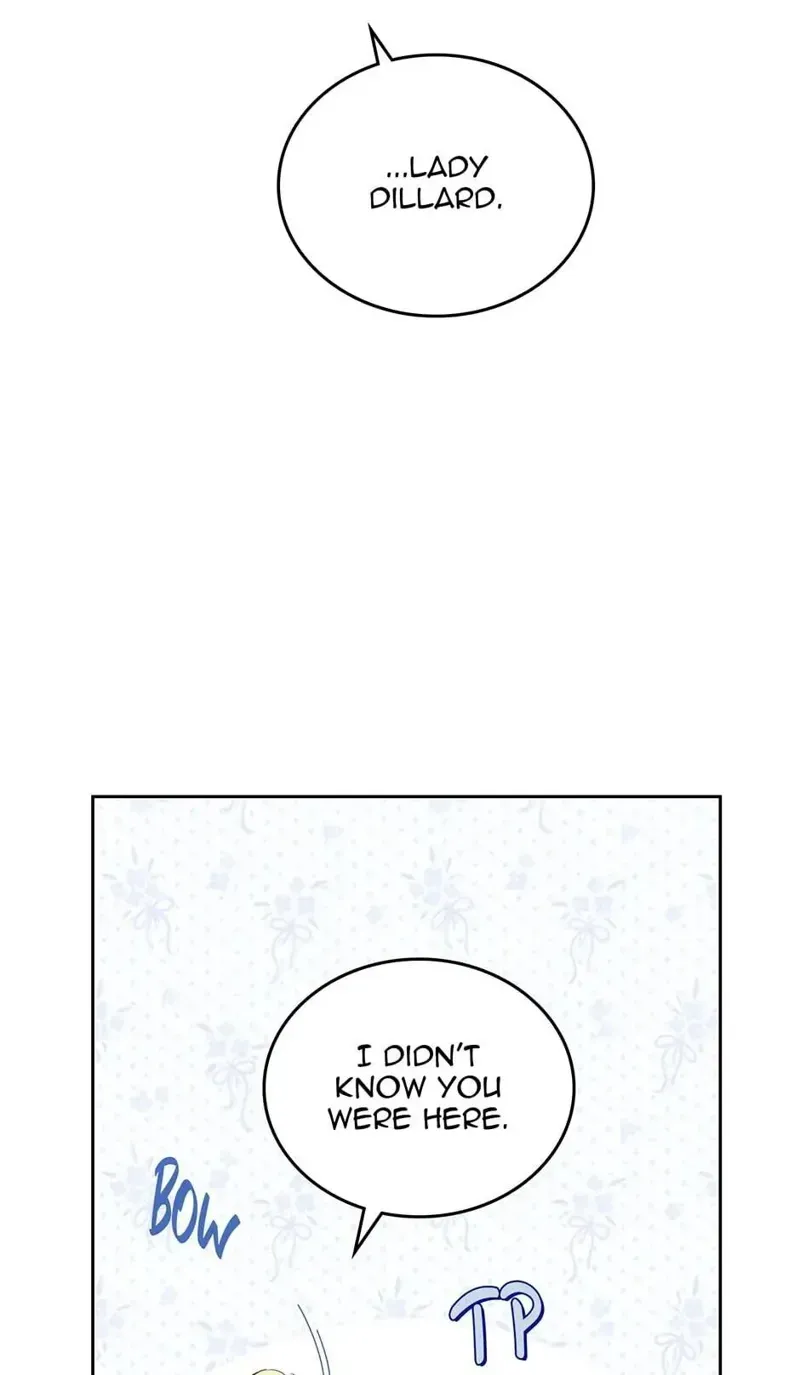 ...LADY
DILLARD.
I DIDN'T
KNOW YOU
WERE HERE.
BOW
TP